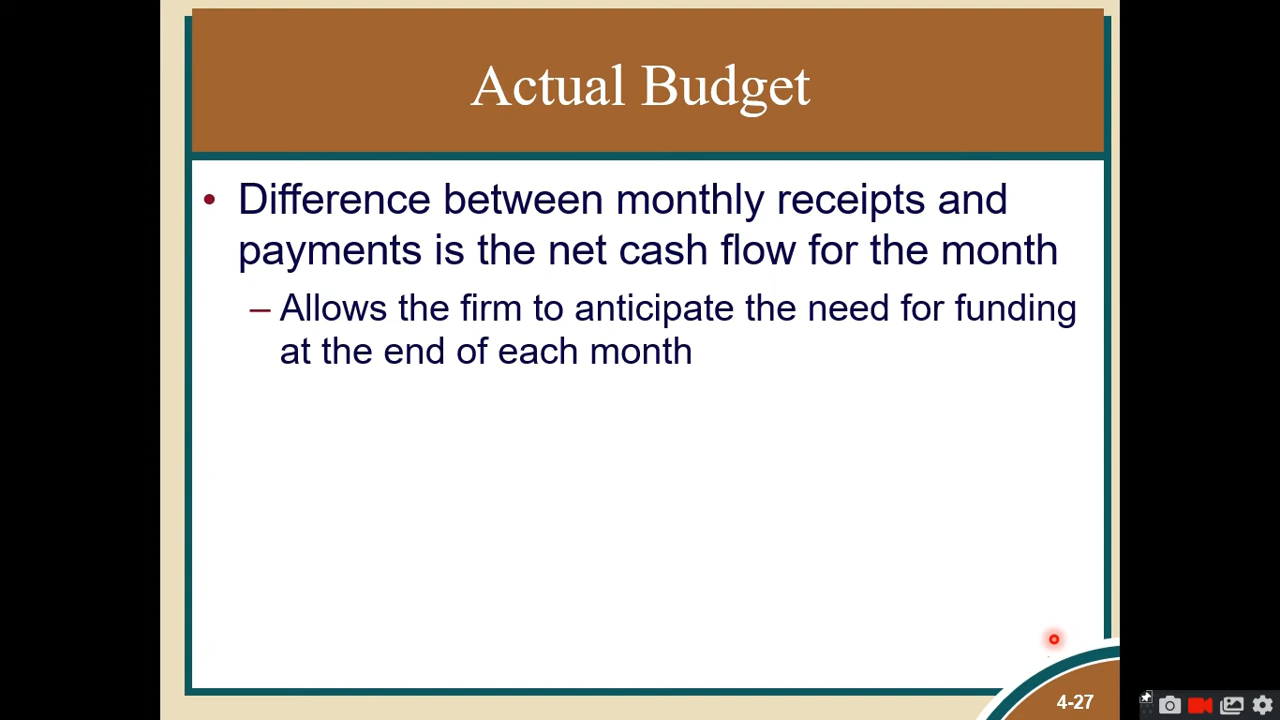 Actual Budget
• Difference between monthly receipts and
payments is the net cash flow for the month
– Allows the firm to anticipate the need for funding
at the end of each month
4-27